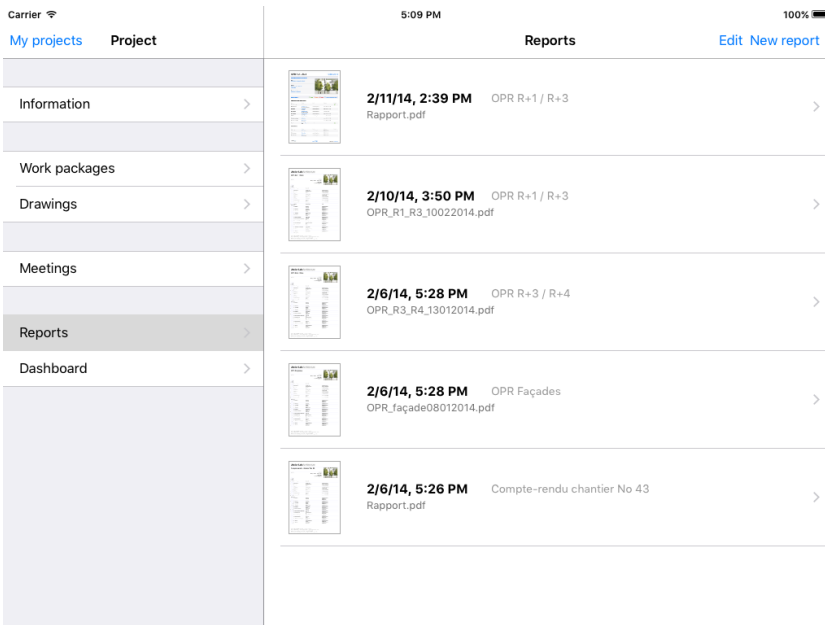 Carrier 5:09 PM 100%
My projects Project Reports Edit New report
Information
Work packages
Drawings
Meetings
Reports
Dashboard
2/11/14, 2:39 PM OPR R+1 / R+3
Rapport.pdf
2/10/14, 3:50 PM OPR R+1 / R+3
OPR_R1_R3_10022014.pdf
2/6/14, 5:28 PM OPR R+3 / R+4
OPR_R3_R4_13012014.pdf
2/6/14, 5:28 PM OPR Façades
OPR_façade08012014.pdf
2/6/14, 5:26 PM Compte-rendu chantier No 43
Rapport.pdf